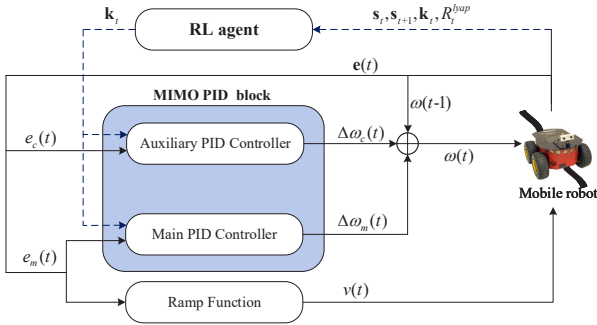 k_t
RL agent
s_t, s_{t+1}, k_t, R_t^{lyap}
e(t)
MIMO PID block
ω(t-1)
e_c(t)
Auxiliary PID Controller
Δω_c(t)
ω(t)
Mobile robot
Main PID Controller
Δω_m(t)
e_m(t)
Ramp Function
v(t)